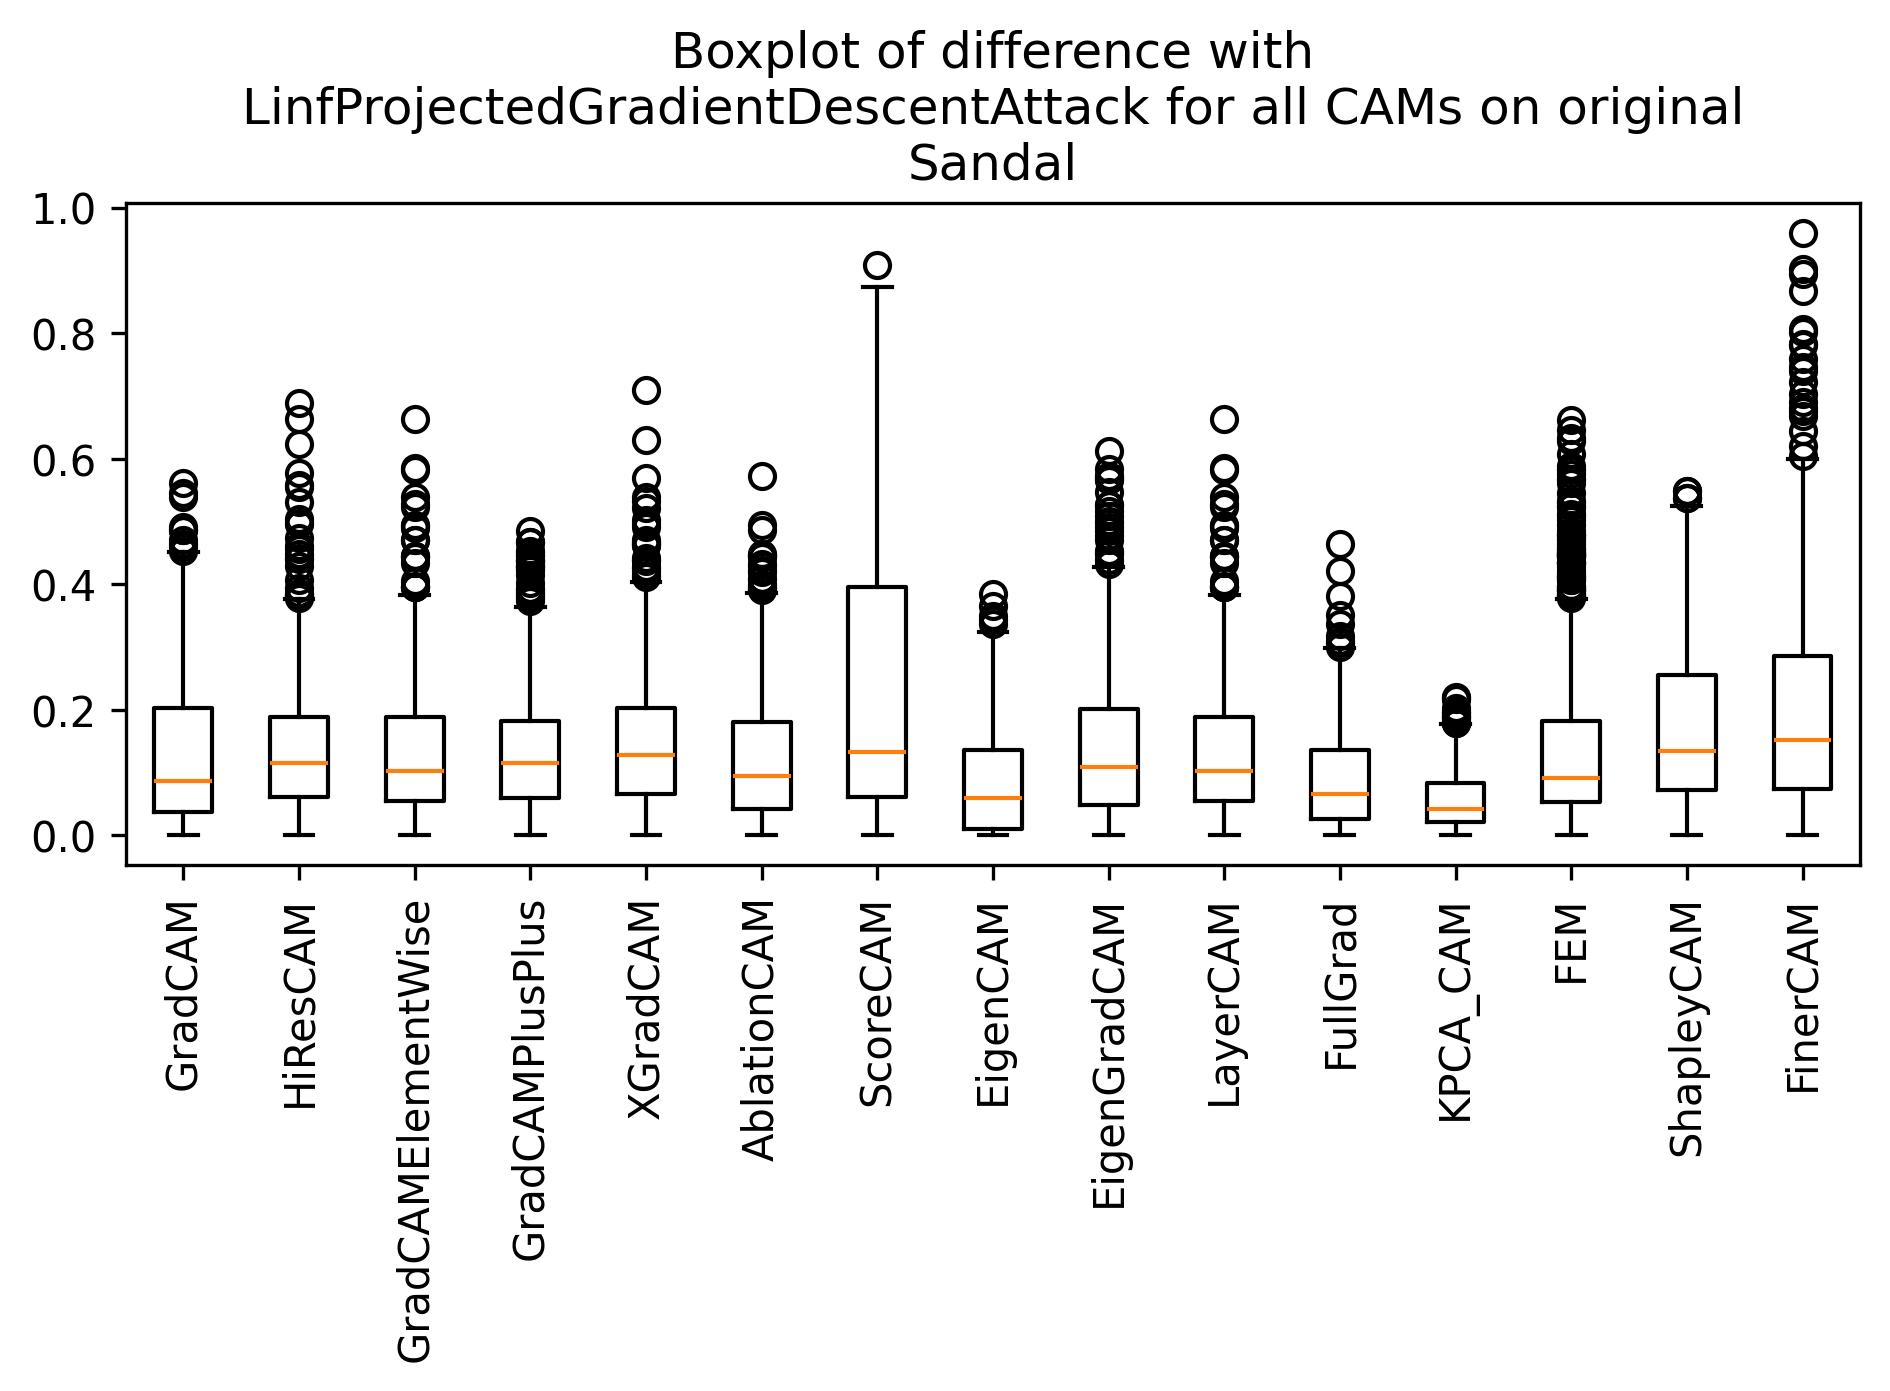 Boxplot of difference with
LinfProjectedGradientDescentAttack for all CAMs on original
Sandal
1.0
0.8
0.6
0.4
0.2
0.0
GradCAM
HiResCAM
GradCAMElementWise
GradCAMPlusPlus
XGradCAM
AblationCAM
ScoreCAM
EigenCAM
EigenGradCAM
LayerCAM
FullGrad
KPCA_CAM
FEM
ShapleyCAM
FinerCAM